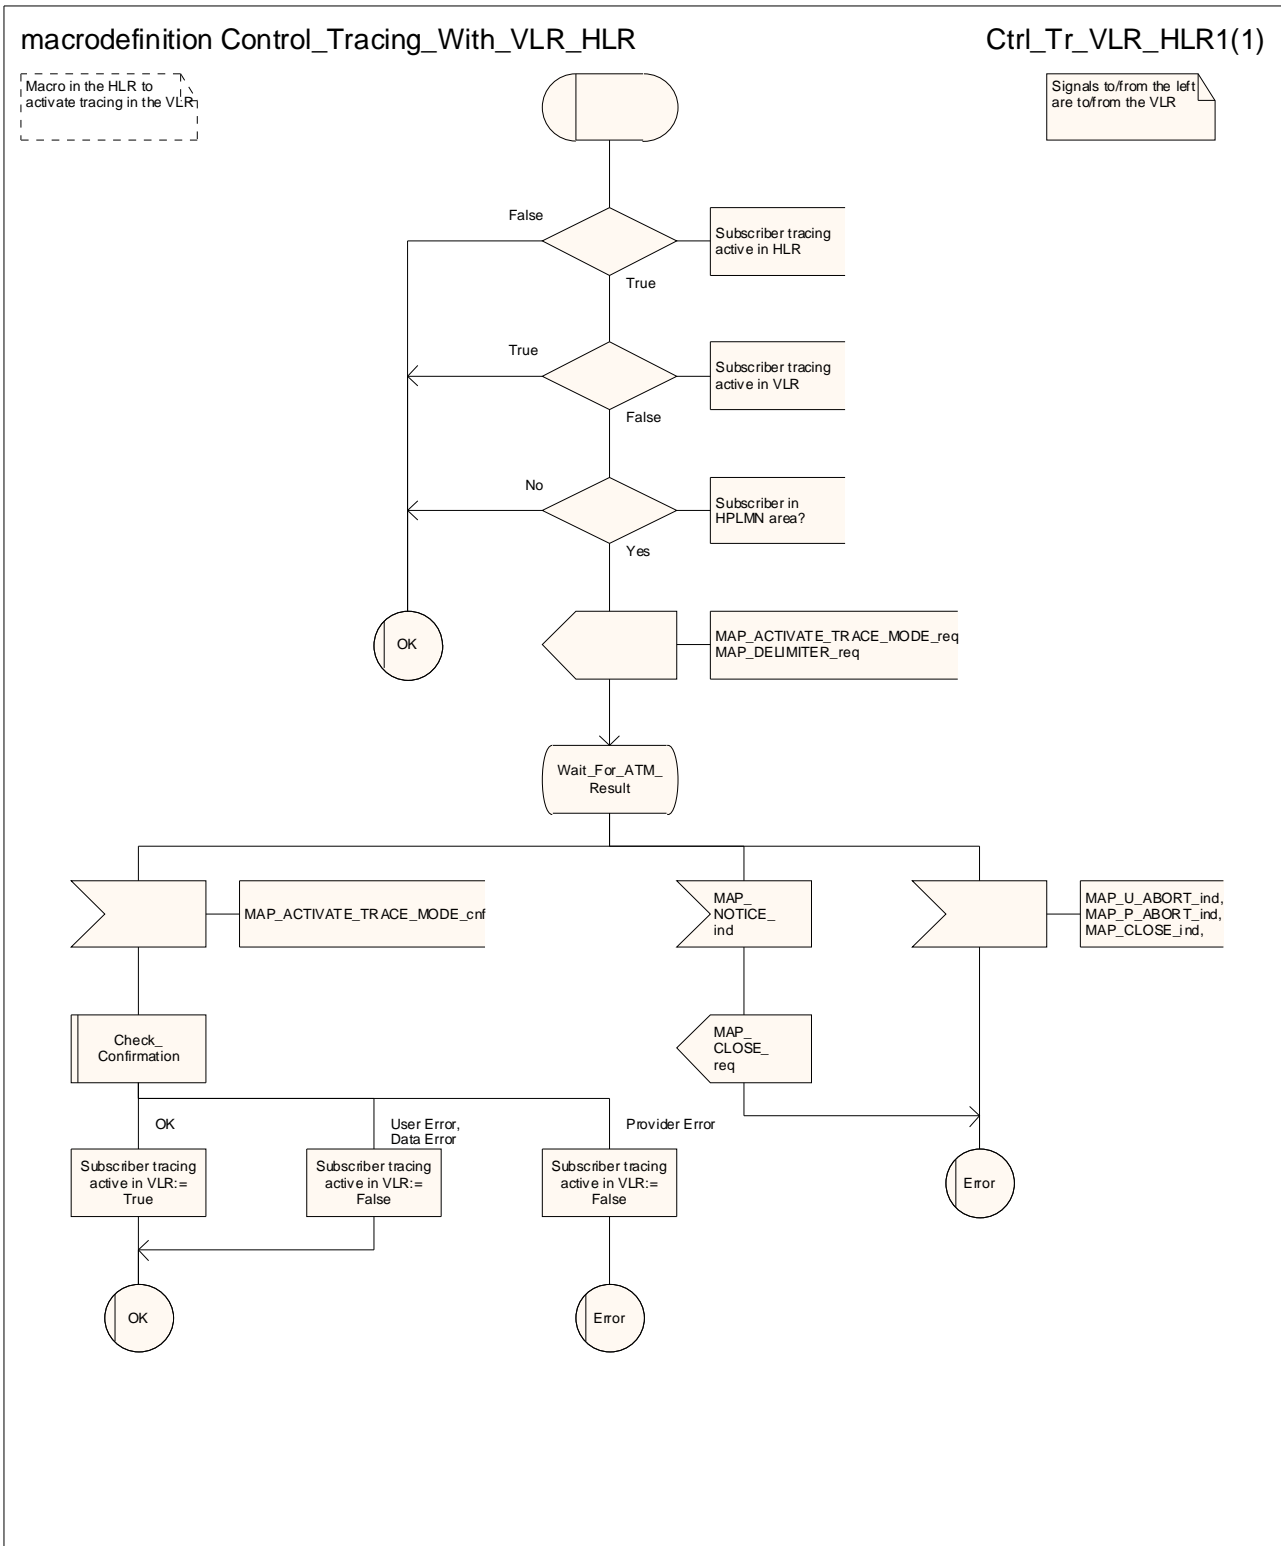 macrodefinition Control_Tracing_With_VLR_HLR
Ctrl_Tr_VLR_HLR1(1)
Macro in the HLR to
activate tracing in the VLR
Signals to/from the left
are to/from the VLR
False
Subscriber tracing
active in HLR
True
True
Subscriber tracing
active in VLR
False
No
Subscriber in
HPLMN area?
Yes
OK
MAP_ACTIVATE_TRACE_MODE_req
MAP_DELIMITER_req
Wait_For_ATM_
Result
MAP_ACTIVATE_TRACE_MODE_cnf
MAP_
NOTICE_
ind
MAP_U_ABORT_ind,
MAP_P_ABORT_ind,
MAP_CLOSE_ind,
Check_
Confirmation
MAP_
CLOSE_
req
OK
User Error,
Data Error
Provider Error
Subscriber tracing
active in VLR:=
True
Subscriber tracing
active in VLR:=
False
Subscriber tracing
active in VLR:=
False
Error
OK
Error